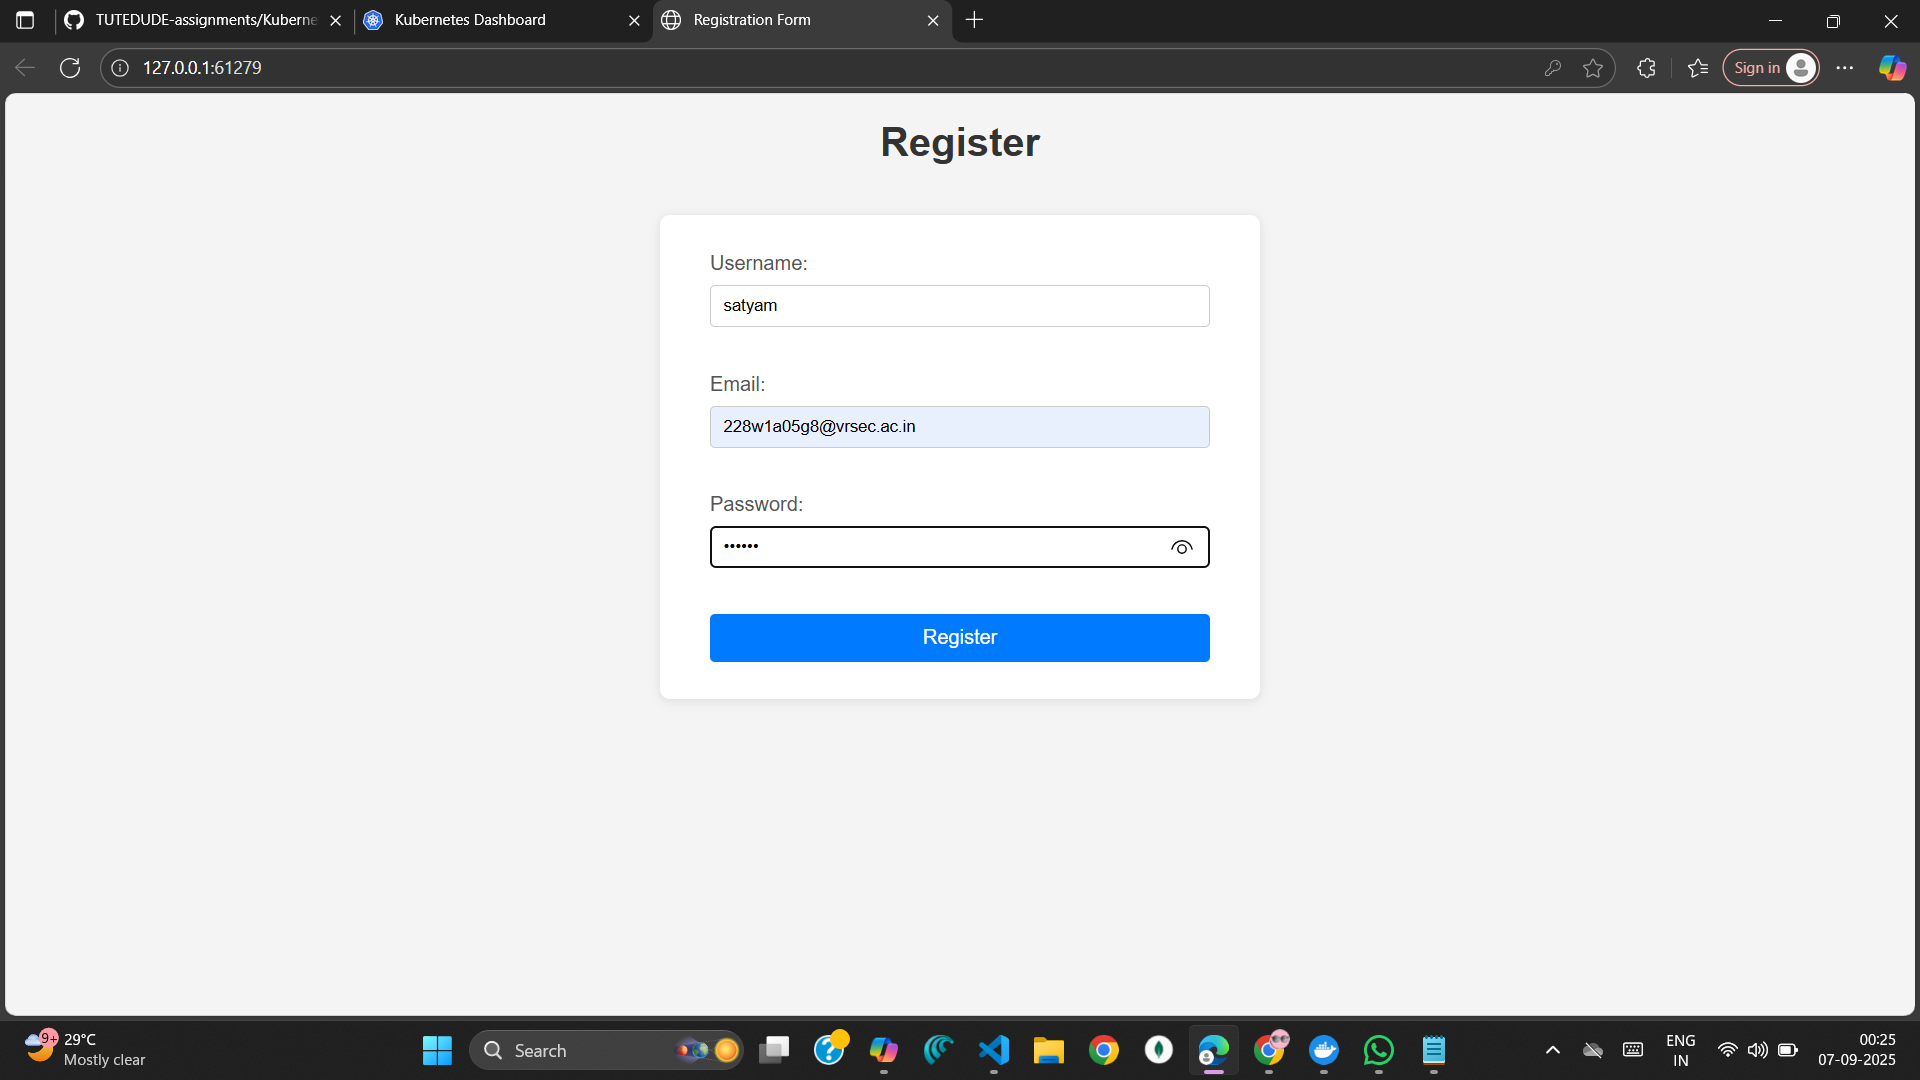 TUTEDUDE-assignments/Kuberne
Kubernetes Dashboard
Registration Form
127.0.0.1:61279
Sign in
Register
Username:
satyam
Email:
228w1a05g8@vrsec.ac.in
Password:
••••••
Register
9+
29°C
Mostly clear
Search
ENG
IN
00:25
07-09-2025